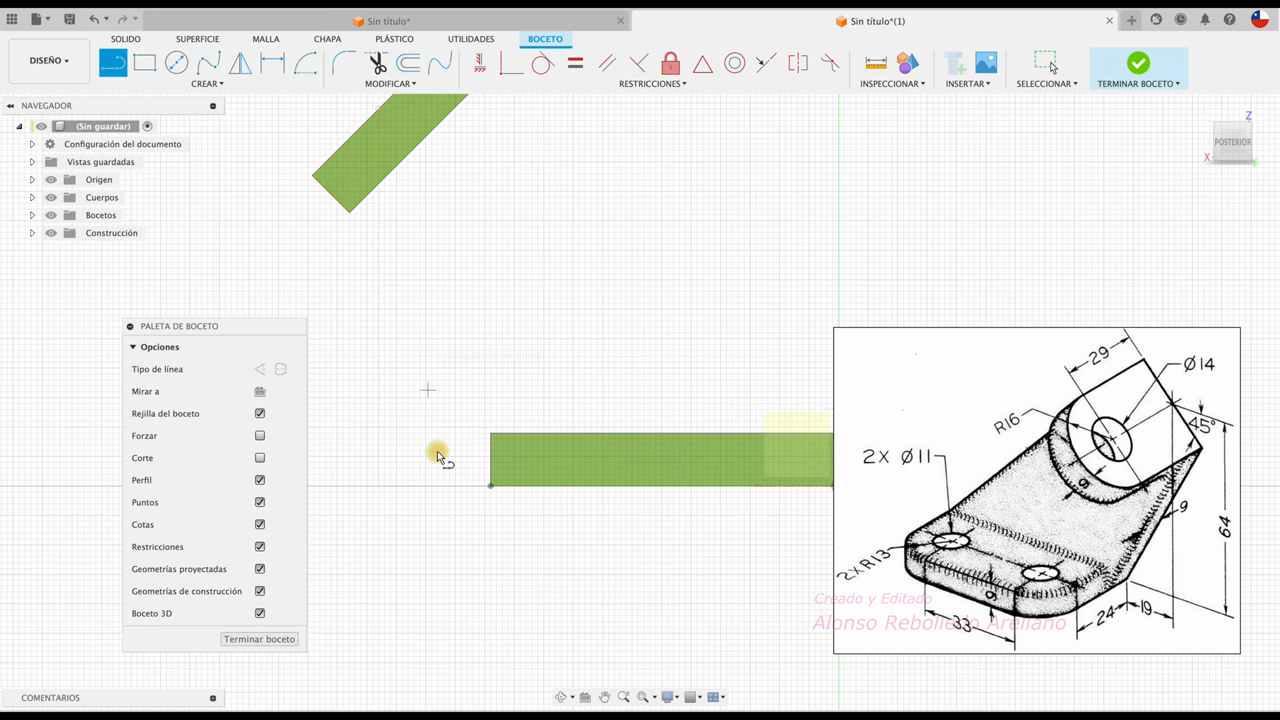 Sin título*
Sin título*(1)
DISEÑO
SOLIDO
SUPERFICIE
MALLA
CHAPA
PLÁSTICO
UTILIDADES
BOCETO
CREAR
MODIFICAR
RESTRICCIONES
INSPECCIONAR
INSERTAR
SELECCIONAR
TERMINAR BOCETO
NAVEGADOR
(Sin guardar)
Configuración del documento
Vistas guardadas
Origen
Cuerpos
Bocetos
Construcción
Z
POSTERIOR
X
PALETA DE BOCETO
Opciones
Tipo de línea
Mirar a
Rejilla del boceto
Forzar
Corte
Perfil
Puntos
Cotas
Restricciones
Geometrías proyectadas
Geometrías de construcción
Boceto 3D
Terminar boceto
29
Ø14
R16
45°
2X Ø11
9
9
64
2XR13
9
33
24
19
Creado y Editado
Alonso Rebolledo Arellano
COMENTARIOS